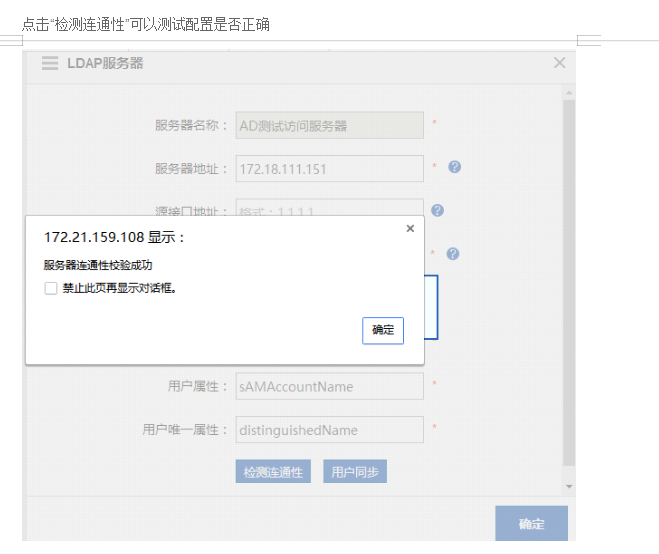 点击“检测连通性”可以测试配置是否正确
LDAP服务器
服务器名称： AD测试访问服务器 *
服务器地址： 172.18.111.151 *
源接口地址： 格式：1.1.1.1
172.21.159.108 显示：
服务器连通性校验成功
禁止此页再显示对话框。
确定
*
用户属性： sAMAccountName *
用户唯一属性： distinguishedName *
检测连通性 用户同步
确定